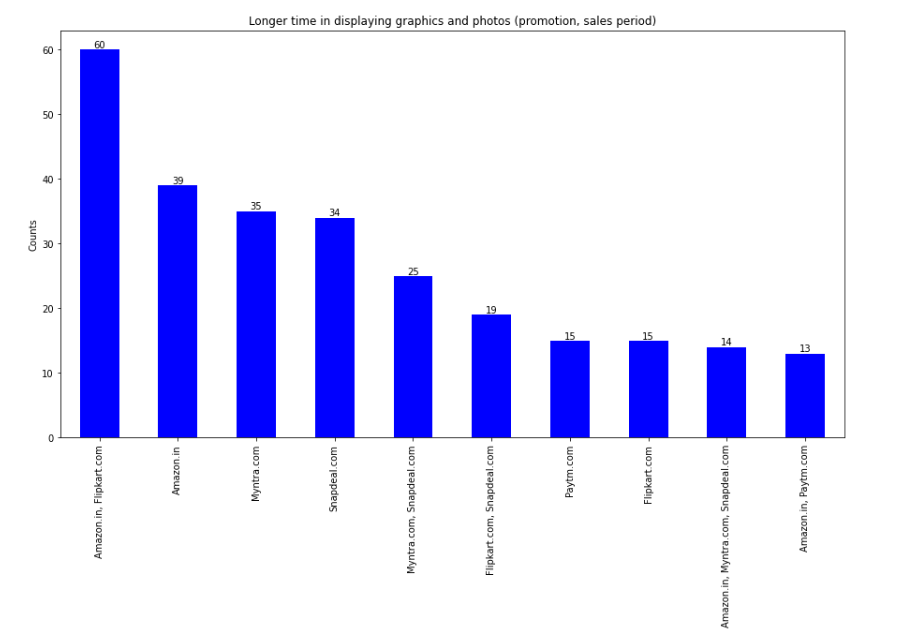 Longer time in displaying graphics and photos (promotion, sales period)
60
50
40
30
20
10
0
Counts
60
39
35
34
25
19
15
15
14
13
Amazon.in, Flipkart.com
Amazon.in
Myntra.com
Snapdeal.com
Myntra.com, Snapdeal.com
Flipkart.com, Snapdeal.com
Paytm.com
Flipkart.com
Amazon.in, Myntra.com, Snapdeal.com
Amazon.in, Paytm.com